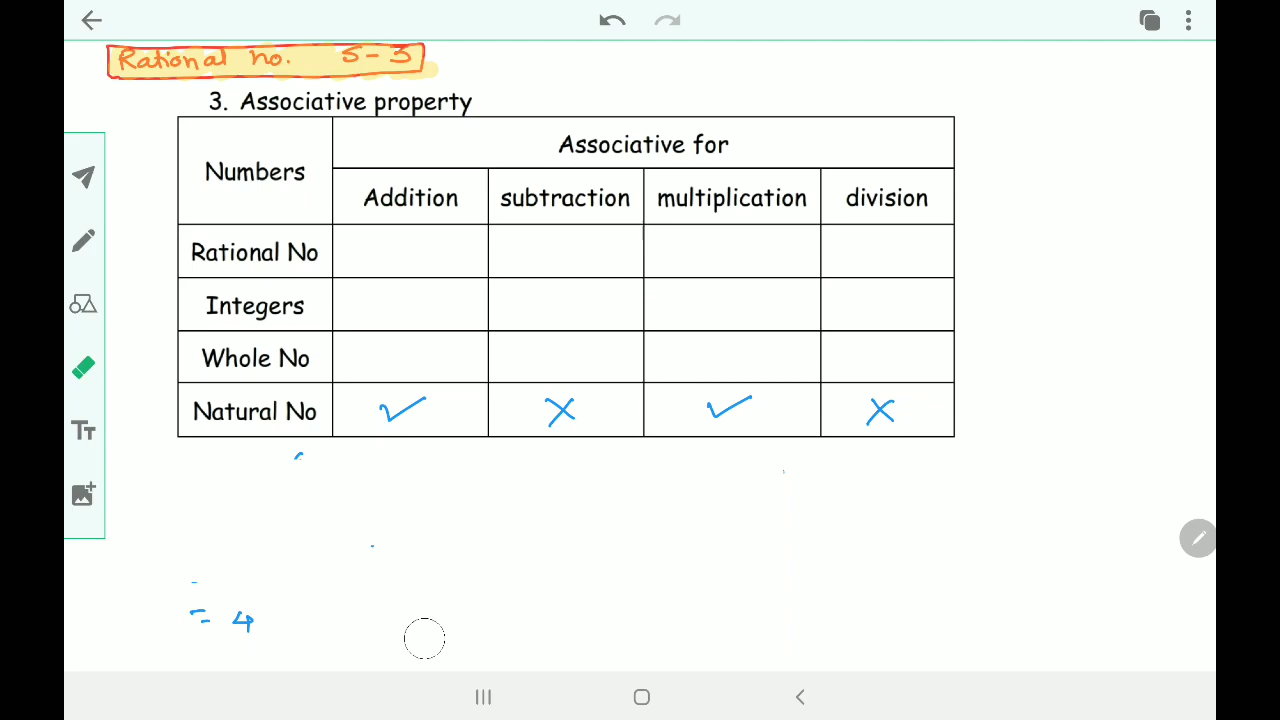 Rational no. 5-3
3. Associative property
Numbers Associative for
Addition subtraction multiplication division
Rational No
Integers
Whole No
Natural No ✓ ✗ ✓ ✗
= 4
Tт